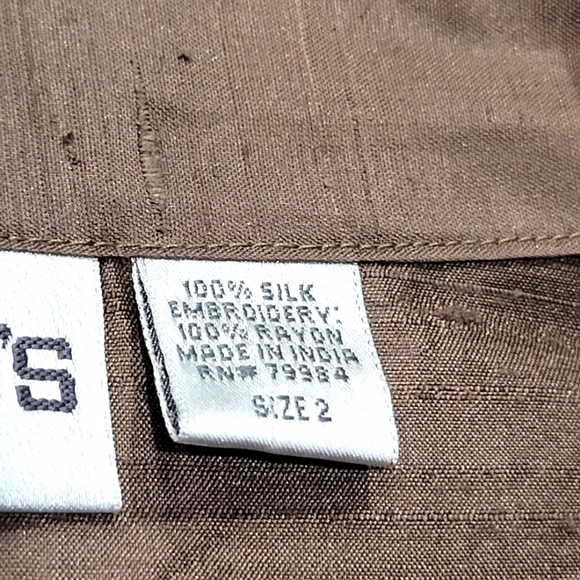 'S
100% SILK
EMBROIDERY:
100% RAYON
MADE IN INDIA
RN# 79984
SIZE 2